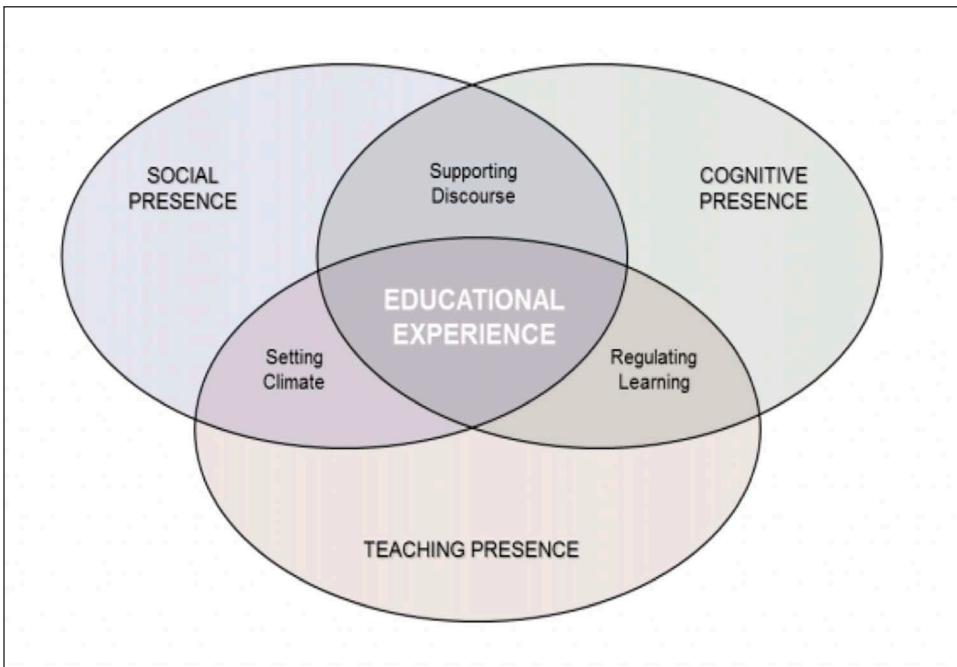 SOCIAL
PRESENCE
Supporting
Discourse
COGNITIVE
PRESENCE
EDUCATIONAL
EXPERIENCE
Setting
Climate
Regulating
Learning
TEACHING PRESENCE